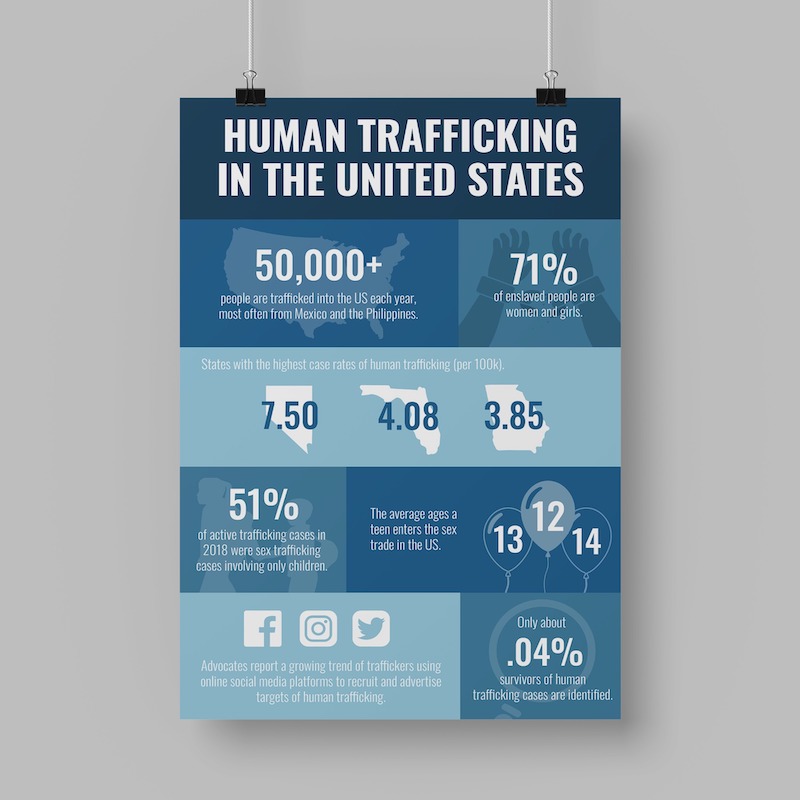 HUMAN TRAFFICKING
IN THE UNITED STATES
50,000+
people are trafficked into the US each year,
most often from Mexico and the Philippines.
71%
of enslaved people are
women and girls.
States with the highest case rates of human trafficking (per 100k).
7.50
4.08
3.85
51%
of active trafficking cases in
2018 were sex trafficking
cases involving only children.
The average ages a
teen enters the sex
trade in the US.
13
12
14
Advocates report a growing trend of traffickers using
online social media platforms to recruit and advertise
targets of human trafficking.
Only about
.04%
survivors of human
trafficking cases are identified.